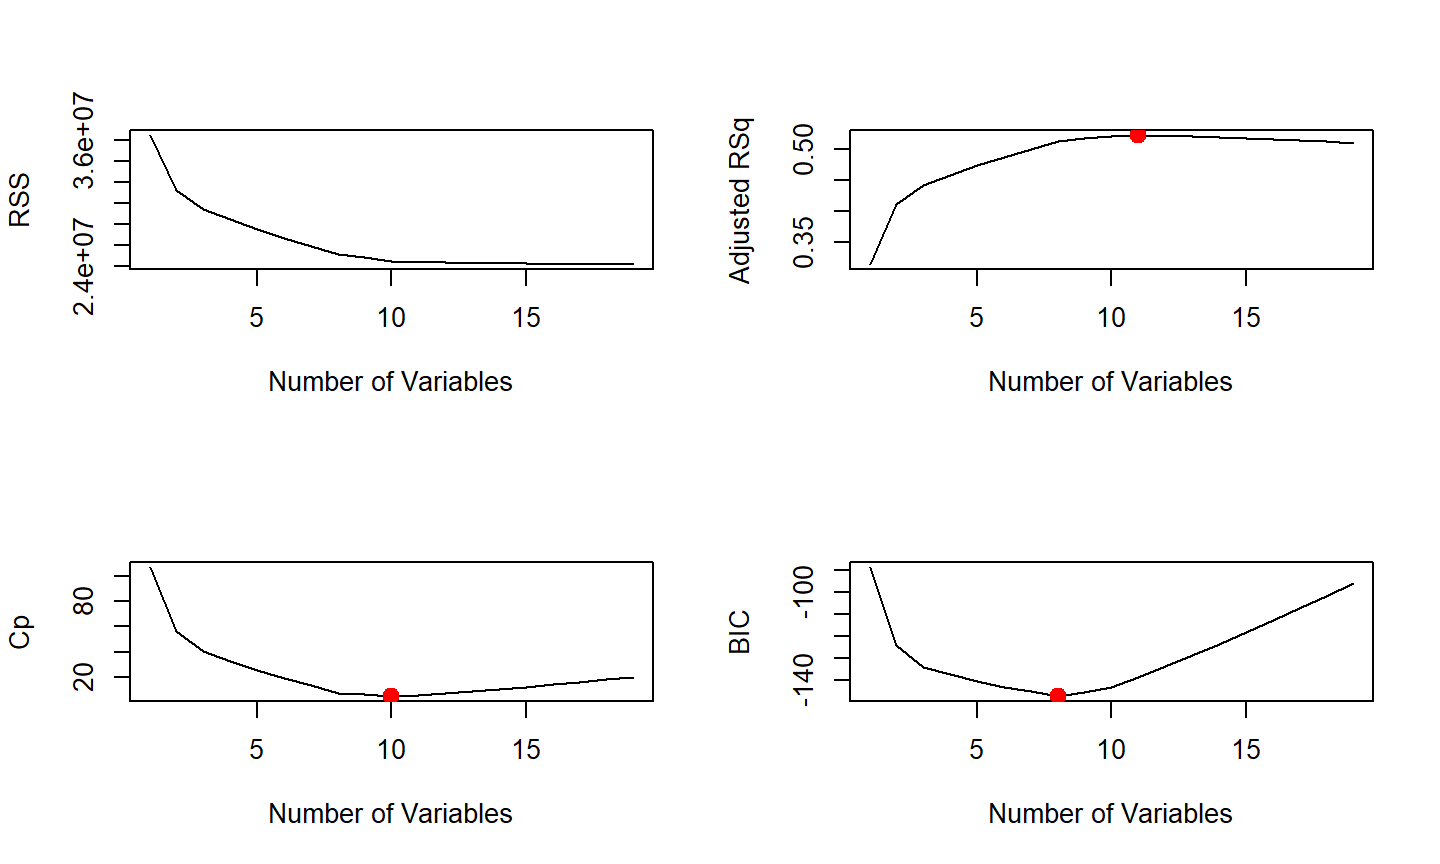 RSS
2.4e+07 3.6e+07
5 10 15
Number of Variables
Adjusted RSq
0.35 0.50
5 10 15
Number of Variables
Cp
20 80
5 10 15
Number of Variables
BIC
-140 -100
5 10 15
Number of Variables